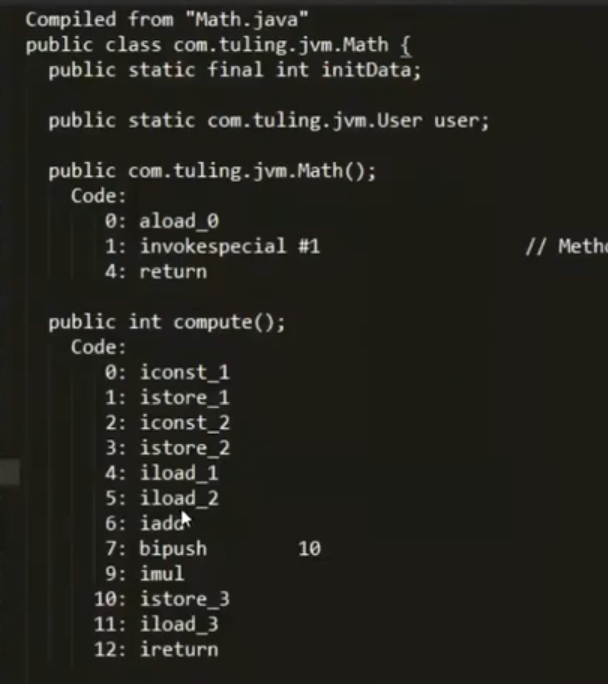 Compiled from "Math.java"
public class com.tuling.jvm.Math {
public static final int initData;
public static com.tuling.jvm.User user;
public com.tuling.jvm.Math();
Code:
0: aload_0
1: invokespecial #1 // Metho
4: return
public int compute();
Code:
0: iconst_1
1: istore_1
2: iconst_2
3: istore_2
4: iload_1
5: iload_2
6: iadd
7: bipush 10
9: imul
10: istore_3
11: iload_3
12: ireturn